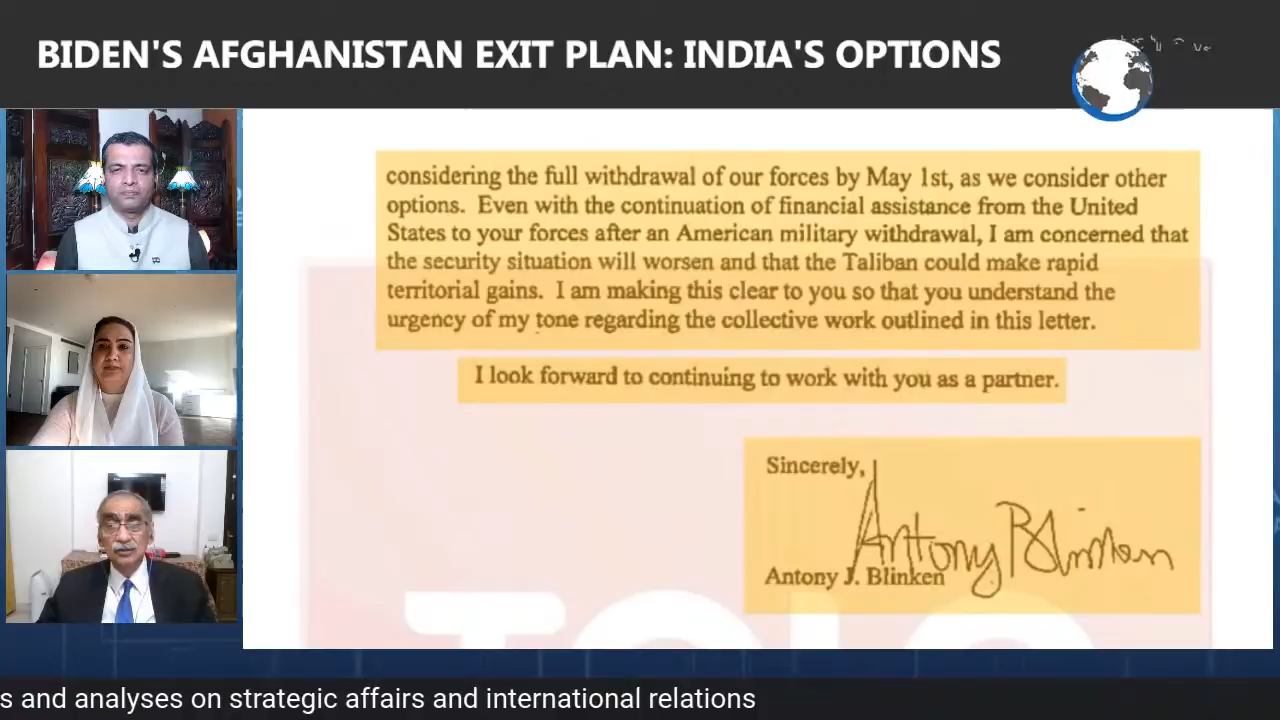 BIDEN'S AFGHANISTAN EXIT PLAN: INDIA'S OPTIONS
considering the full withdrawal of our forces by May 1st, as we consider other
options. Even with the continuation of financial assistance from the United
States to your forces after an American military withdrawal, I am concerned that
the security situation will worsen and that the Taliban could make rapid
territorial gains. I am making this clear to you so that you understand the
urgency of my tone regarding the collective work outlined in this letter.
I look forward to continuing to work with you as a partner.
Sincerely,
Antony Blinken
Antony J. Blinken
TOLO
s and analyses on strategic affairs and international relations